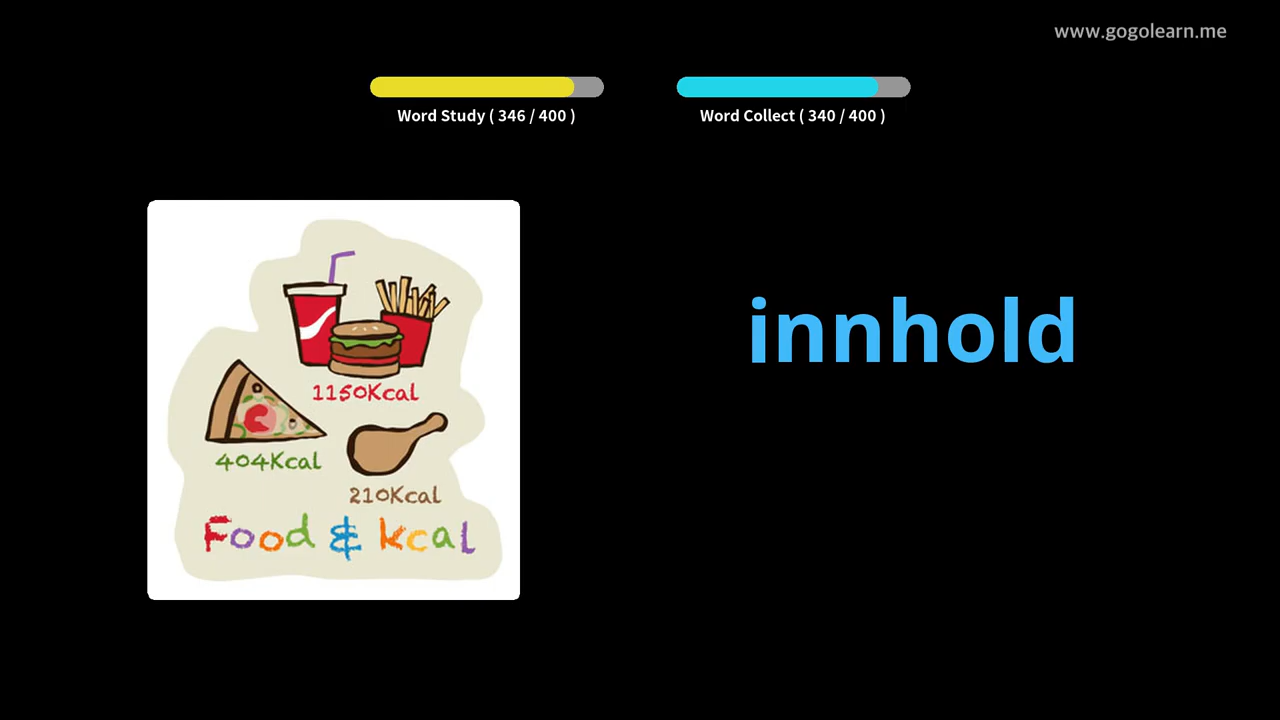 www.gogolearn.me
Word Study ( 346 / 400 )
Word Collect ( 340 / 400 )
innhold
1150Kcal
404Kcal
210Kcal
Food & kcal